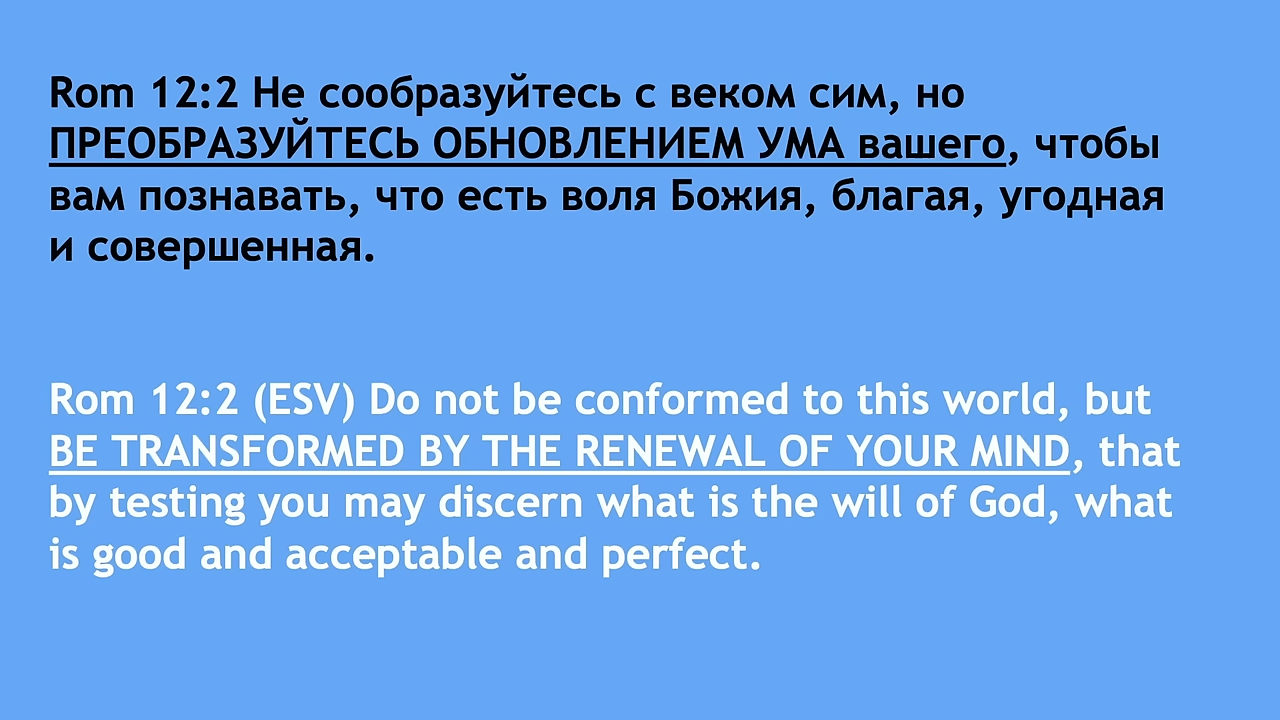 Rom 12:2 Не сообразуйтесь с веком сим, но
ПРЕОБРАЗУЙТЕСЬ ОБНОВЛЕНИЕМ УМА вашего, чтобы
вам познавать, что есть воля Божия, благая, угодная
и совершенная.
Rom 12:2 (ESV) Do not be conformed to this world, but
BE TRANSFORMED BY THE RENEWAL OF YOUR MIND, that
by testing you may discern what is the will of God, what
is good and acceptable and perfect.